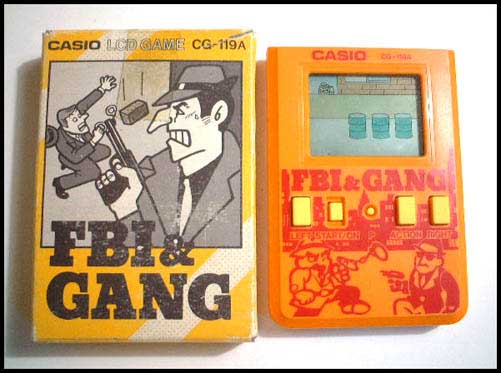 CASIO LCD GAME CG-119A
FBI &
GANG
CASIO CG-119A
FBI & GANG
LEFT START/ON P ACTION RIGHT